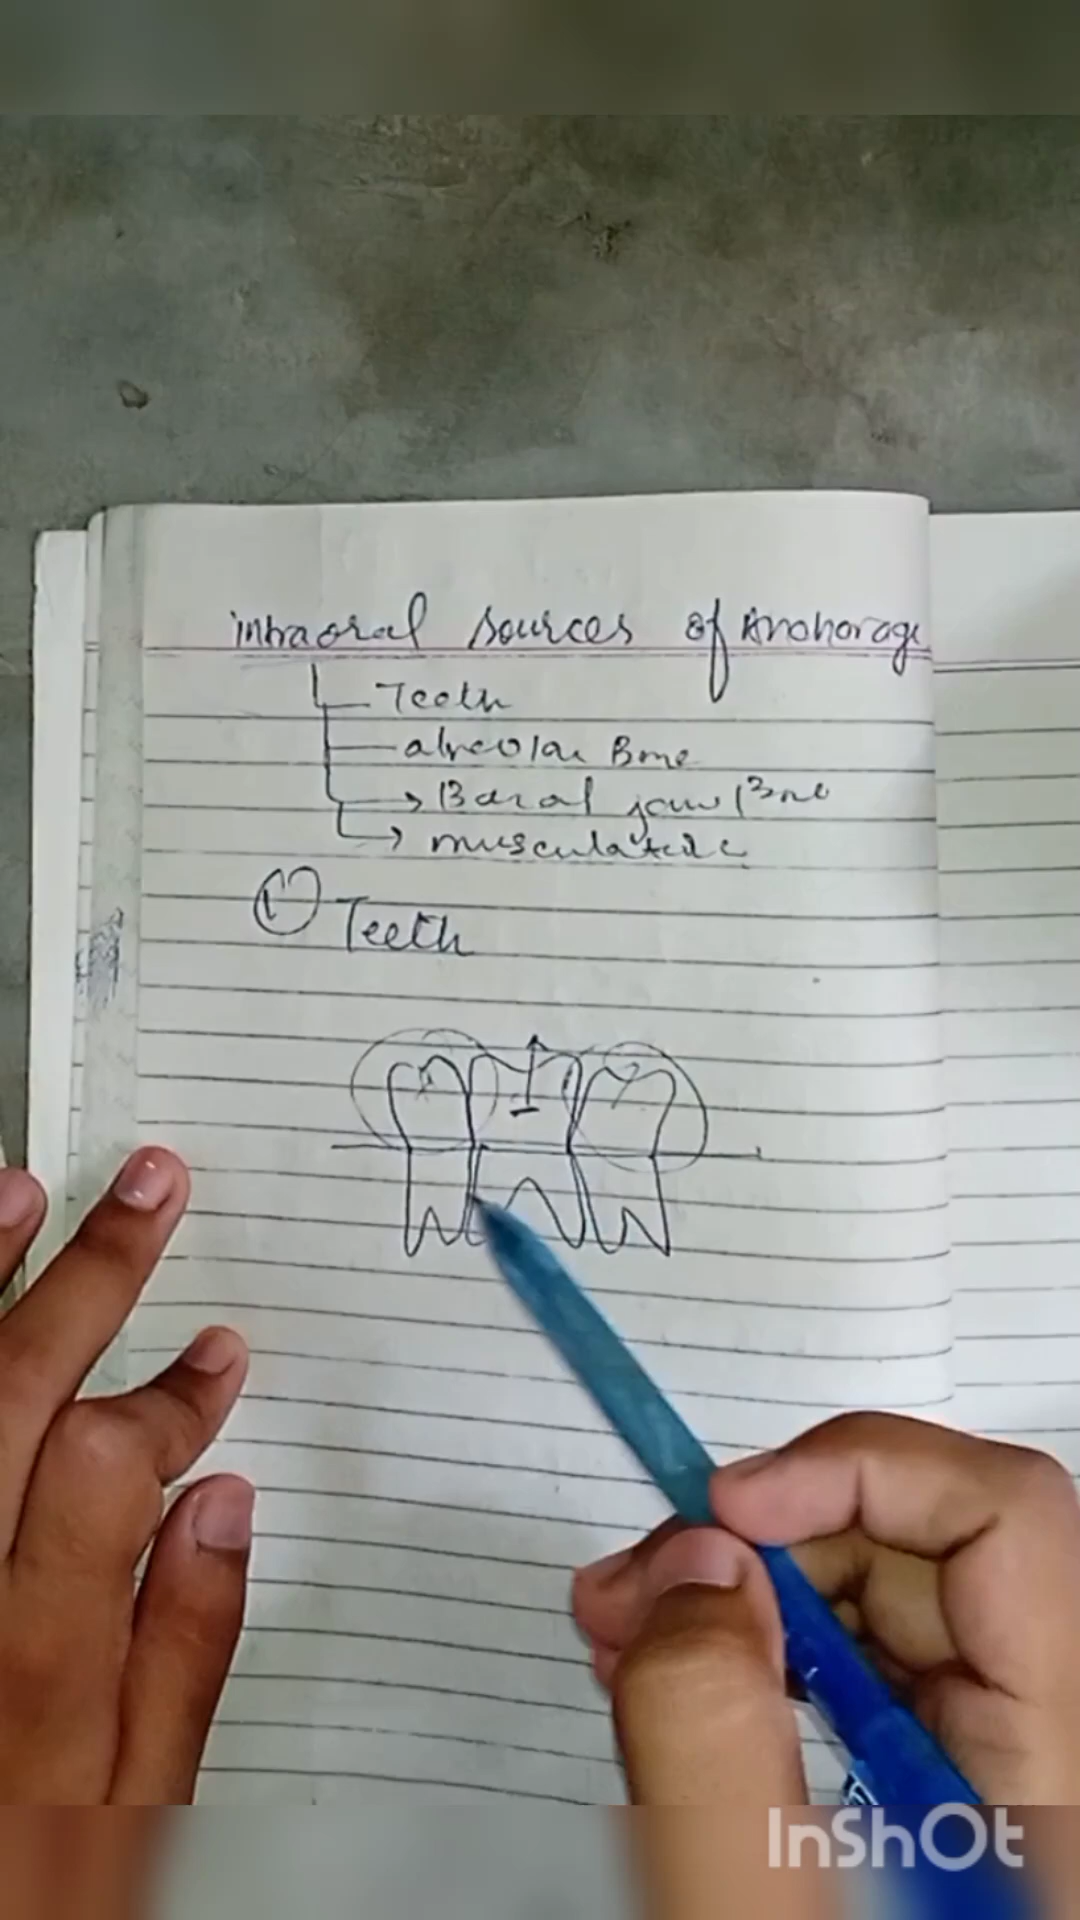 intraoral sources of Anchorage
Teeth
alveolar Bone
Basal jaw Bone
musculature
1 Teeth
InShOt